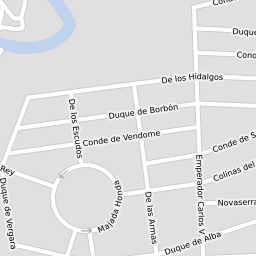 Conde
Duque
Cond
De los Hidalgos
De los Escudos
Duque de Borbón
Conde de Vendome
Conde de S
Colinas del
Rey
Duque de Vergara
Majada Honda
De las Armas
Emperador Carlos V
Novaserra
Duque de Alba